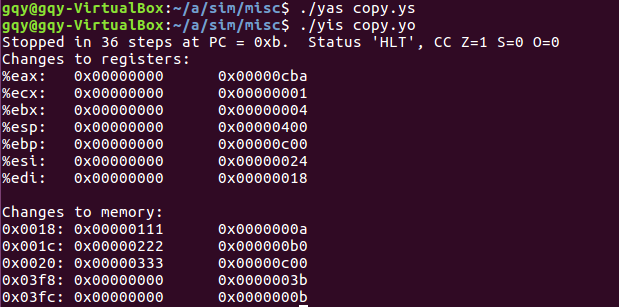 gqy@gqy-VirtualBox:~/a/sim/misc$ ./yas copy.ys
gqy@gqy-VirtualBox:~/a/sim/misc$ ./yis copy.yo
Stopped in 36 steps at PC = 0xb.  Status 'HLT', CC Z=1 S=0 O=0
Changes to registers:
%eax:   0x00000000      0x00000cba
%ecx:   0x00000000      0x00000001
%ebx:   0x00000000      0x00000004
%esp:   0x00000000      0x00000400
%ebp:   0x00000000      0x00000c00
%esi:   0x00000000      0x00000024
%edi:   0x00000000      0x00000018
Changes to memory:
0x0018: 0x00000111      0x0000000a
0x001c: 0x00000222      0x000000b0
0x0020: 0x00000333      0x00000c00
0x03f8: 0x00000000      0x0000003b
0x03fc: 0x00000000      0x0000000b